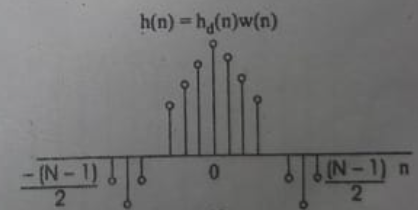 h(n) = h_d(n)w(n)
-(N - 1)/2 0 (N - 1)/2 n